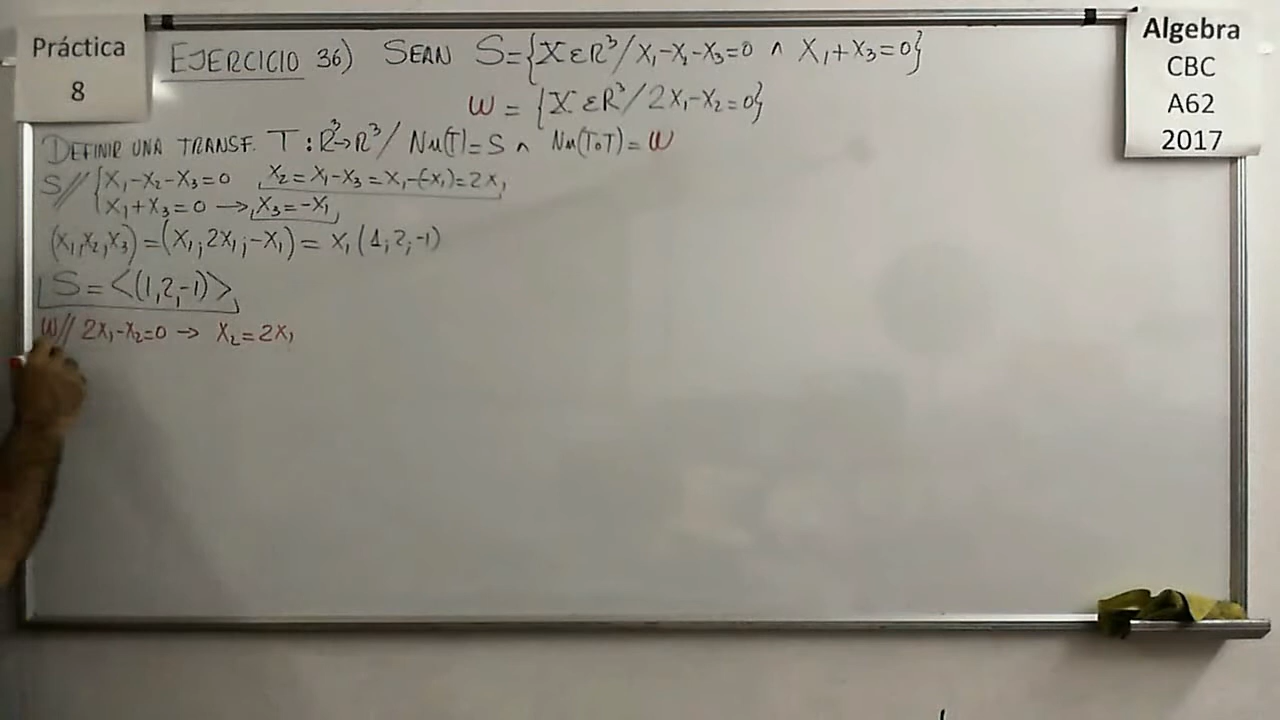 Práctica
8
EJERCICIO 36) SEAN S={X∈R³/X₁-X₂-X₃=0 ∧ X₁+X₃=0}
W = {X∈R³/2X₁-X₂=0}
Algebra
CBC
A62
2017
DEFINIR UNA TRANSF. T:R³→R³/ Nu(T)=S ∧ Nu(T∘T)=W
S// {X₁-X₂-X₃=0 X₂=X₁-X₃=X₁-(-X₁)=2X₁
X₁+X₃=0 → X₃=-X₁
(X₁,X₂,X₃)=(X₁;2X₁;-X₁)= X₁(1;2;-1)
S=<(1,2,-1)>
W// 2X₁-X₂=0 → X₂=2X₁